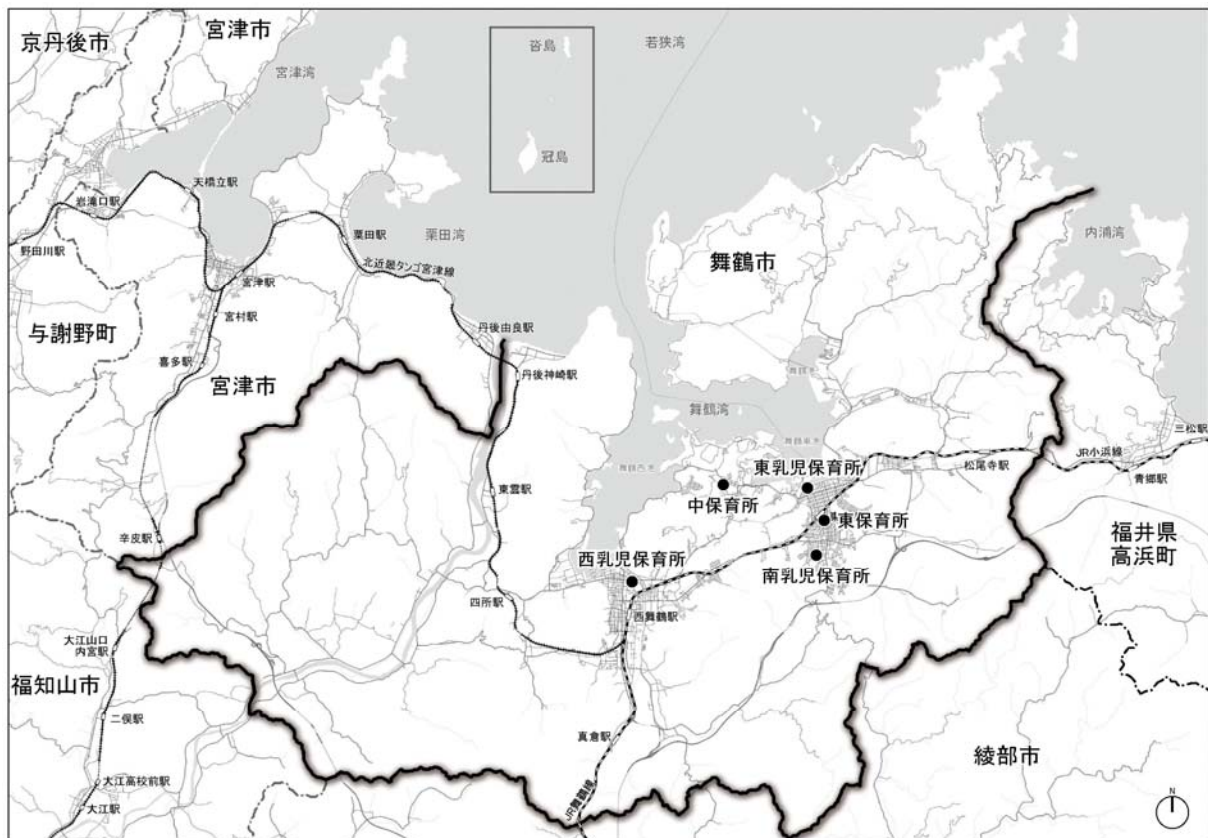 京丹後市
宮津市
宮津湾
沓島
若狭湾
冠島
天橋立駅
岩滝口駅
野田川駅
栗田駅
栗田湾
北近畿タンゴ宮津線
宮津駅
宮村駅
与謝野町
喜多駅
宮津市
丹後由良駅
丹後神崎駅
舞鶴市
内浦湾
舞鶴湾
三松駅
JR小浜線
青郷駅
松尾寺駅
東乳児保育所
中保育所
東保育所
南乳児保育所
西乳児保育所
東雲駅
辛皮駅
四所駅
西舞鶴駅
福井県
高浜町
大江山口
内宮駅
福知山市
二俣駅
真倉駅
綾部市
大江高校前駅
大江駅
JR舞鶴線
N